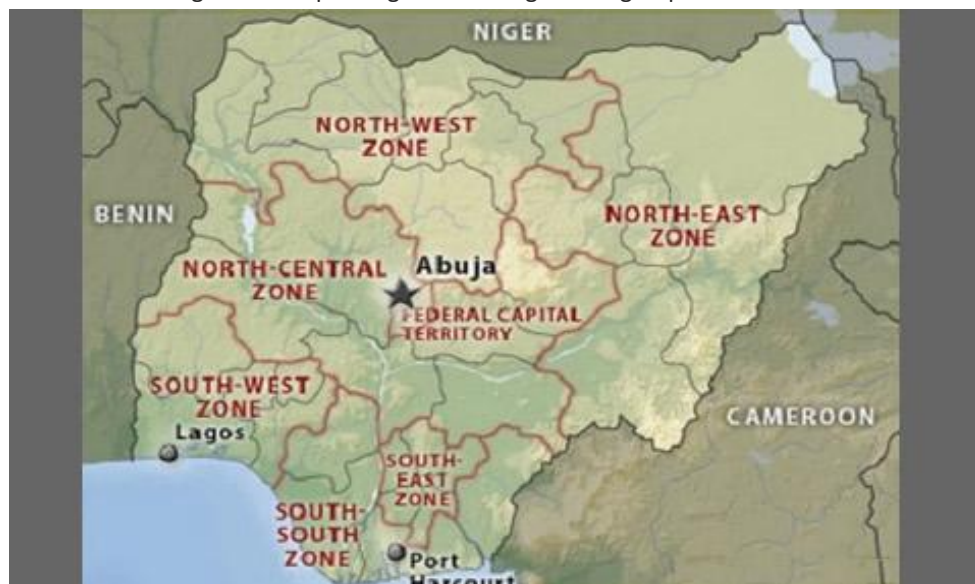 NIGER
NORTH-WEST
ZONE
BENIN
NORTH-EAST
ZONE
NORTH-CENTRAL
ZONE
Abuja
FEDERAL CAPITAL
TERRITORY
SOUTH-WEST
ZONE
Lagos
CAMEROON
SOUTH-
EAST
ZONE
SOUTH-
SOUTH
ZONE
Port
Harcourt